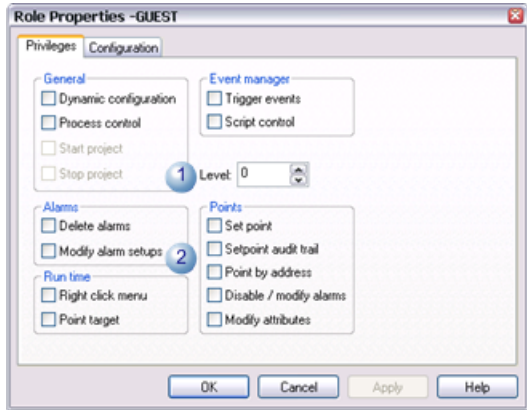 Role Properties -GUEST
Privileges
Configuration
General
Dynamic configuration
Process control
Start project
Stop project
Event manager
Trigger events
Script control
1
Level: 0
Alarms
Delete alarms
Modify alarm setups
2
Run time
Right click menu
Point target
Points
Set point
Setpoint audit trail
Point by address
Disable / modify alarms
Modify attributes
OK
Cancel
Apply
Help